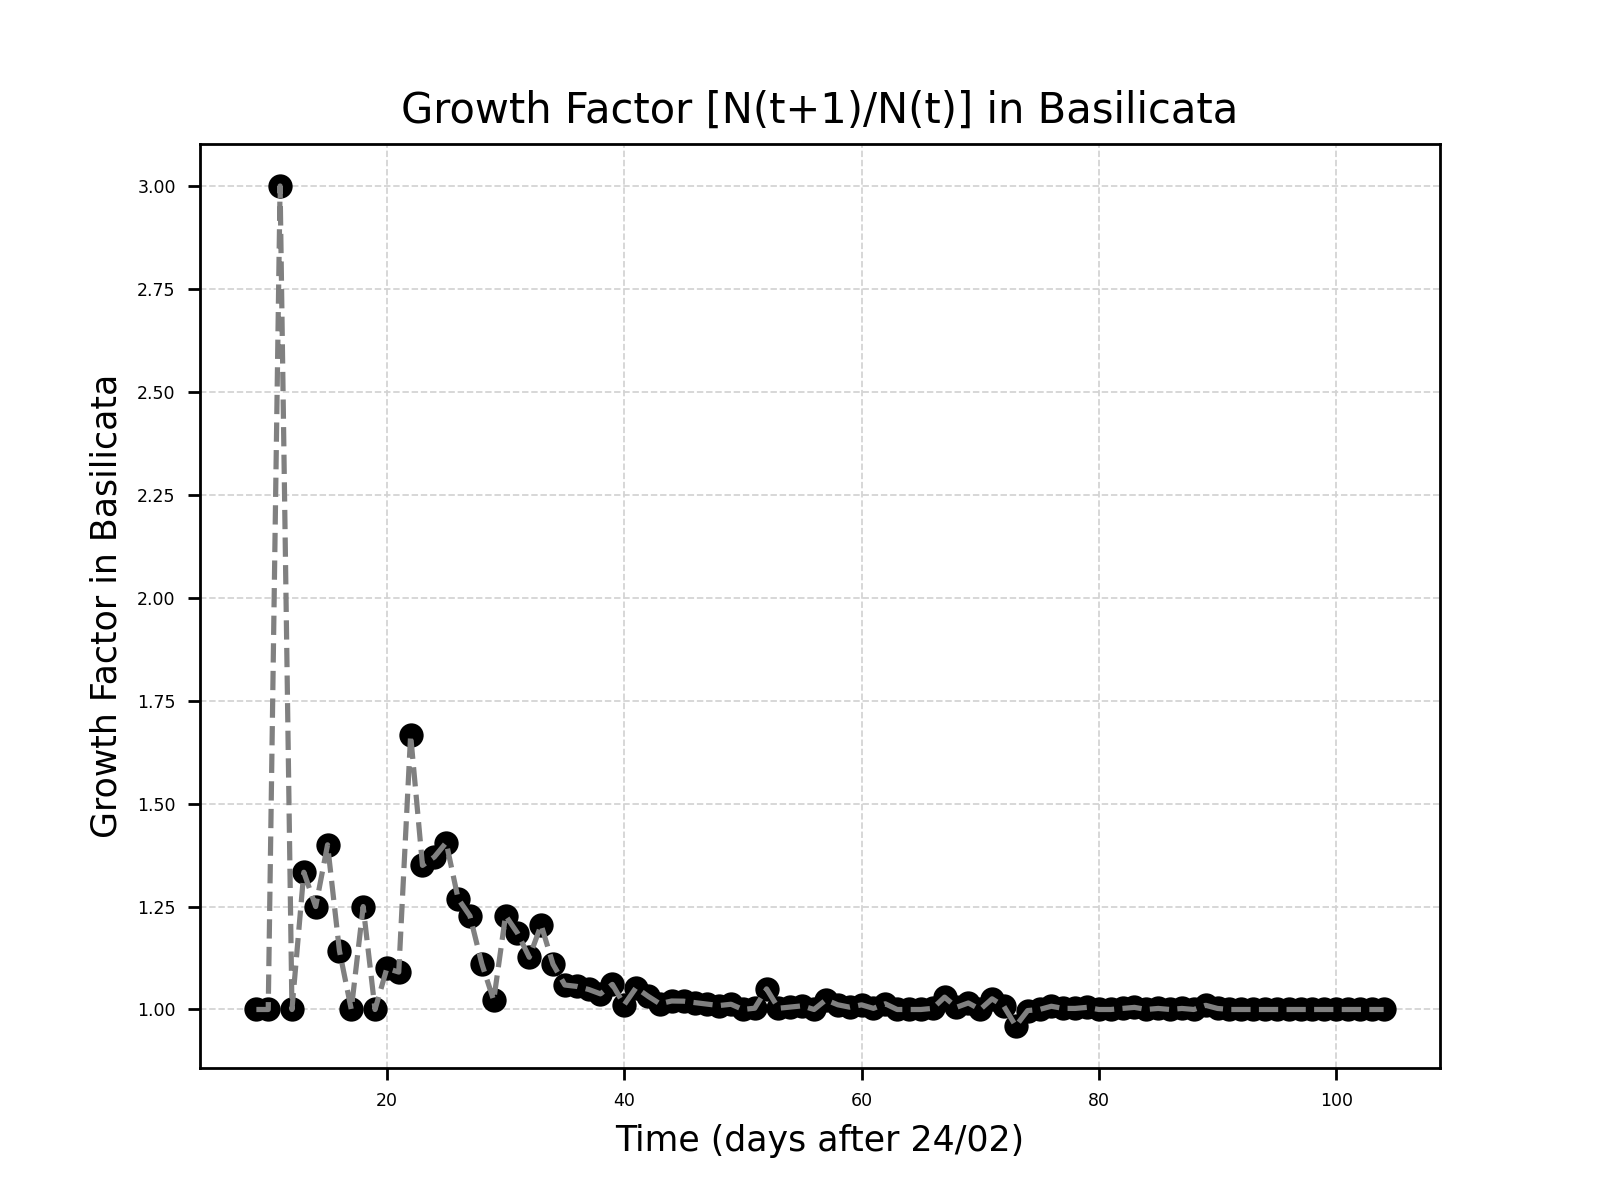 Growth Factor [N(t+1)/N(t)] in Basilicata
Growth Factor in Basilicata
3.00
2.75
2.50
2.25
2.00
1.75
1.50
1.25
1.00
20 40 60 80 100
Time (days after 24/02)